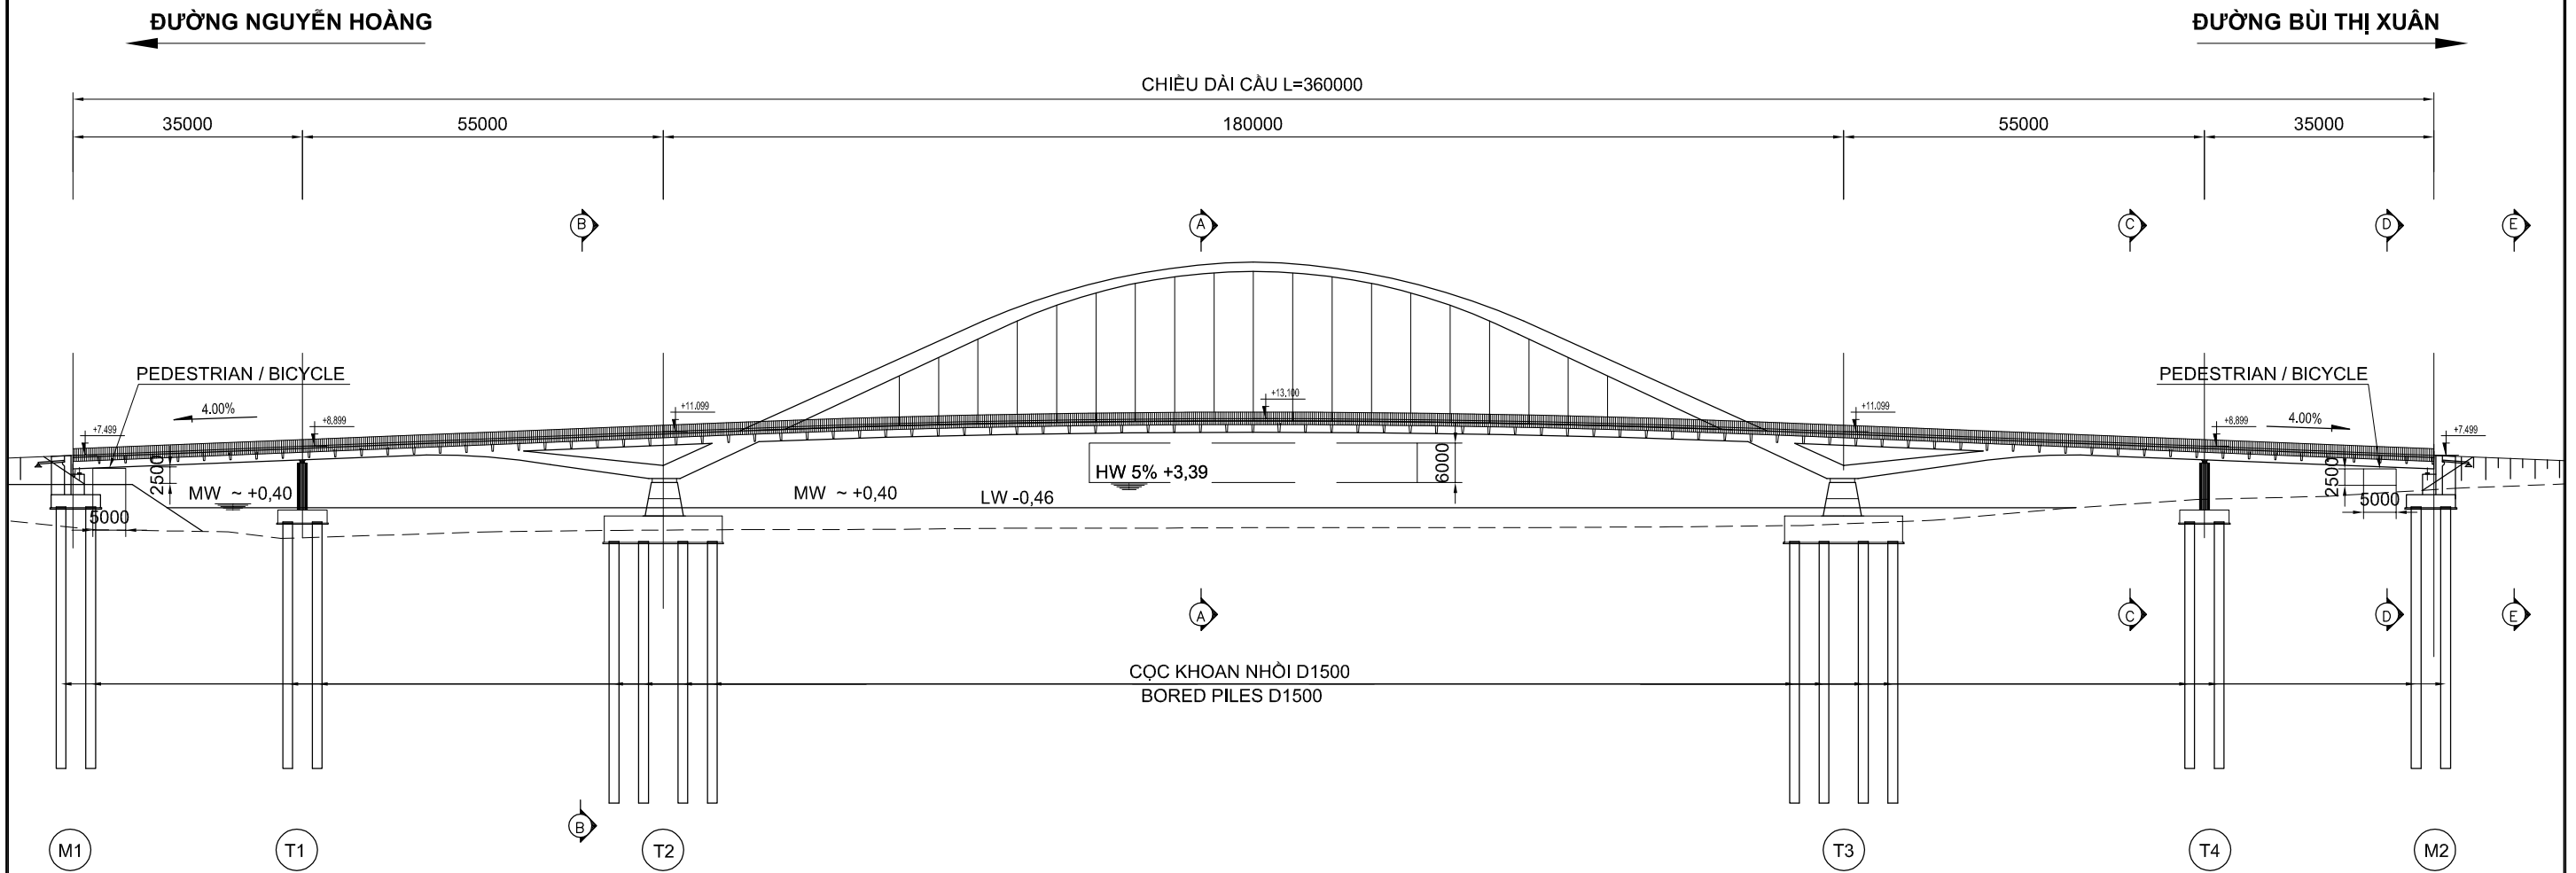 ĐƯỜNG NGUYỄN HOÀNG
ĐƯỜNG BÙI THỊ XUÂN
CHIỀU DÀI CẦU L=360000
35000
55000
180000
55000
35000
B
A
C
D
E
PEDESTRIAN / BICYCLE
PEDESTRIAN / BICYCLE
4.00%
4.00%
+7.499
+8,899
+11.099
+13,100
+11.099
+8,899
+7.499
2500
5000
MW ~ +0,40
MW ~ +0,40
LW -0,46
HW 5% +3,39
6000
2500
5000
A
C
D
E
CỌC KHOAN NHỒI D1500
BORED PILES D1500
B
M1
T1
T2
T3
T4
M2